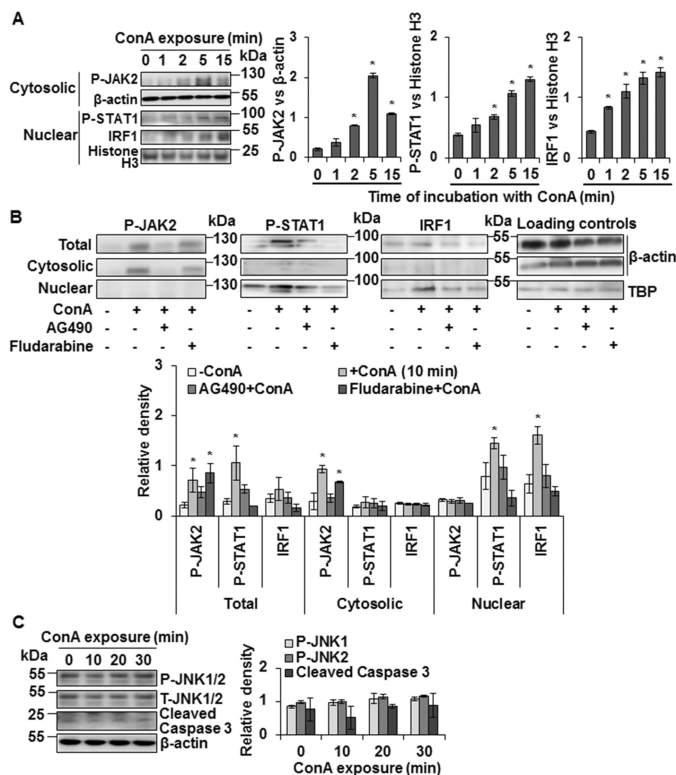 A
ConA exposure (min)
0 1 2 5 15 kDa
Cytosolic
P-JAK2
130
β-actin
55
Nuclear
P-STAT1
100
IRF1
55
Histone H3
25
P-JAK2 vs β-actin
3
2
1
0
0 1 2 5 15
* * *
P-STAT1 vs Histone H3
2
1
0
0 1 2 5 15
* * *
IRF1 vs Histone H3
2
1
0
0 1 2 5 15
* * * *
Time of incubation with ConA (min)
B
P-JAK2 kDa P-STAT1 kDa IRF1 kDa Loading controls
Total 130 100 55
Cytosolic 130 100 55 β-actin
Nuclear 130 100 55 TBP
ConA - + + + - + + + - + + + - + + +
AG490 - - + - - + - - + - - +
Fludarabine - + - + - + - +
-ConA +ConA (10 min)
AG490+ConA Fludarabine+ConA
Relative density
3
2
1
0
* * * * * * *
P-JAK2 P-STAT1 IRF1 P-JAK2 P-STAT1 IRF1 P-JAK2 P-STAT1 IRF1
Total Cytosolic Nuclear
C
ConA exposure (min)
kDa 0 10 20 30
55 P-JNK1/2
55 T-JNK1/2
25 Cleaved Caspase 3
55 β-actin
P-JNK1
P-JNK2
Cleaved Caspase 3
Relative density
2
1
0
0 10 20 30
ConA exposure (min)